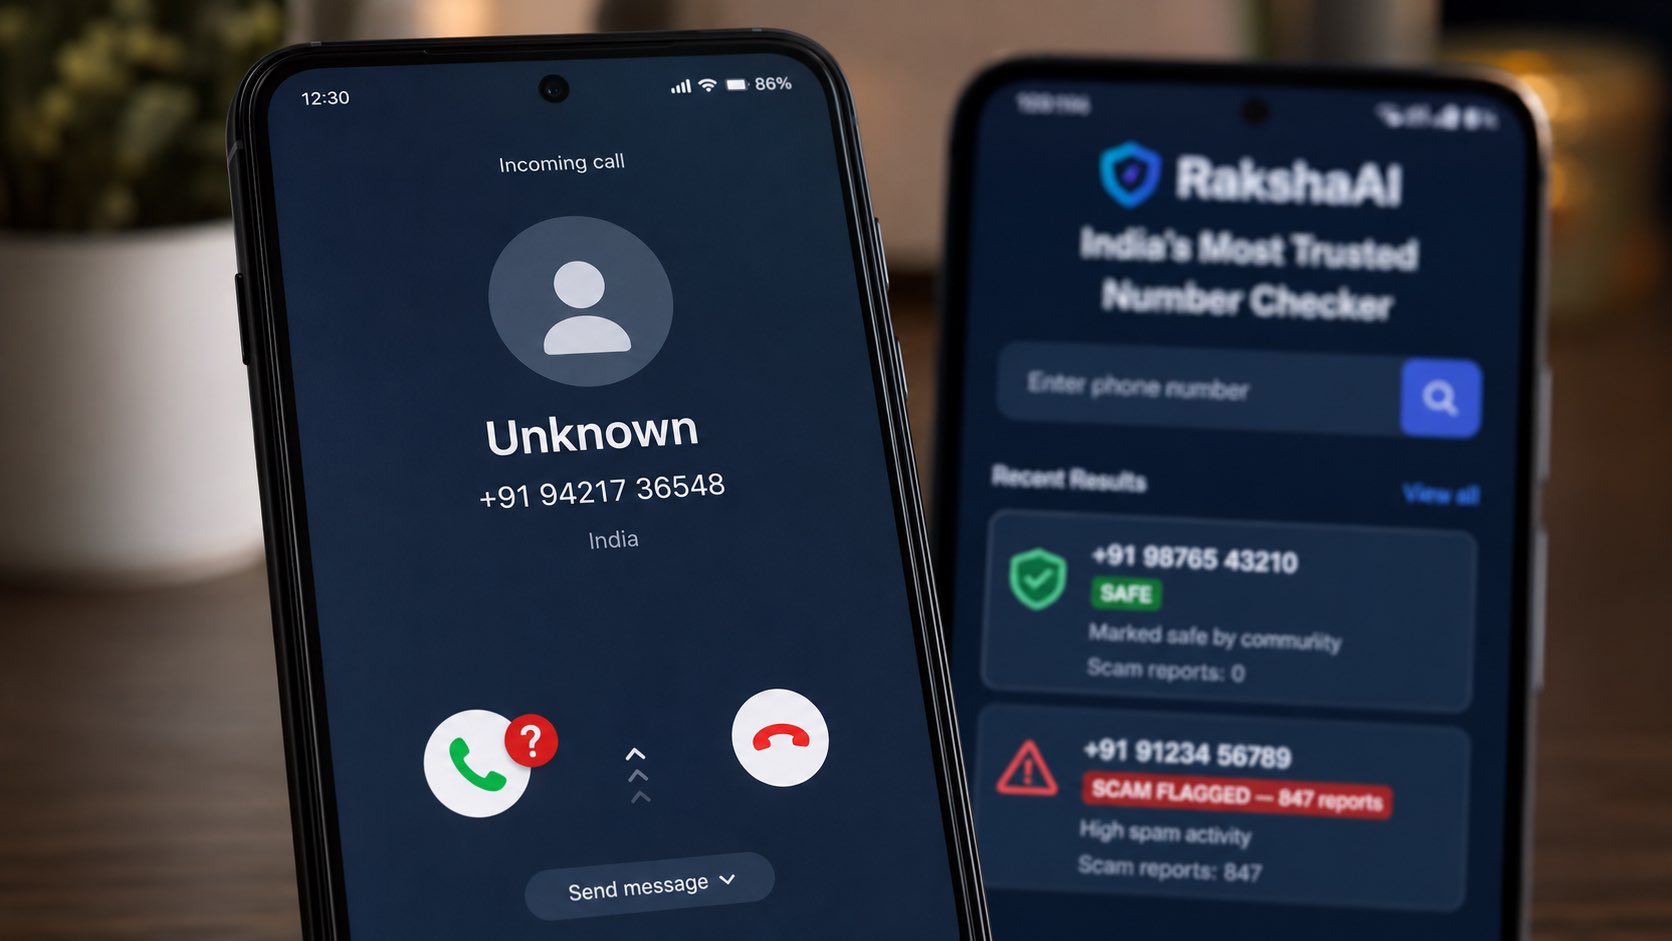 12:30
86%
Incoming call
Unknown
+91 94217 36548
India
?
Send message
RakshaAI
India's Most Trusted
Number Checker
Enter phone number
Recent Results
View all
+91 98765 43210
SAFE
Marked safe by community
Scam reports: 0
+91 91234 56789
SCAM FLAGGED — 847 reports
High spam activity
Scam reports: 847